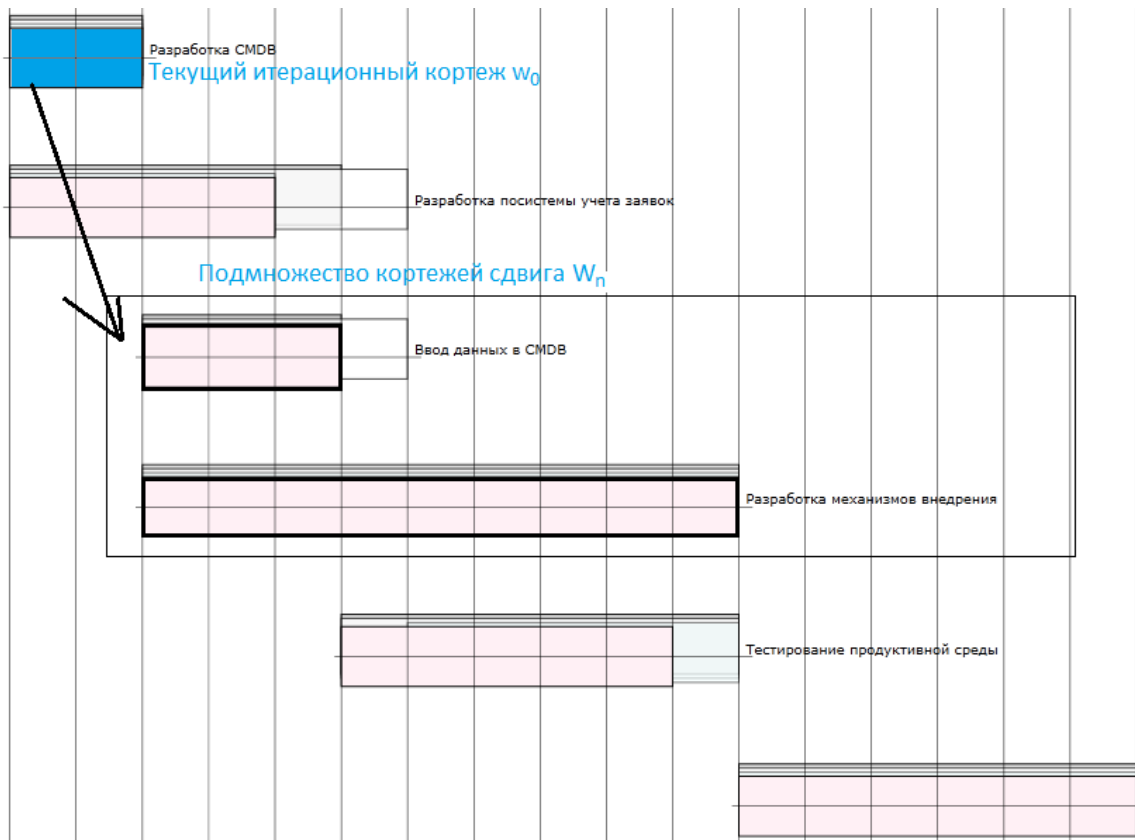 Разработка CMDB
Текущий итерационный кортеж w₀
Разработка посистемы учета заявок
Подмножество кортежей сдвига Wₙ
Ввод данных в CMDB
Разработка механизмов внедрения
Тестирование продуктивной среды